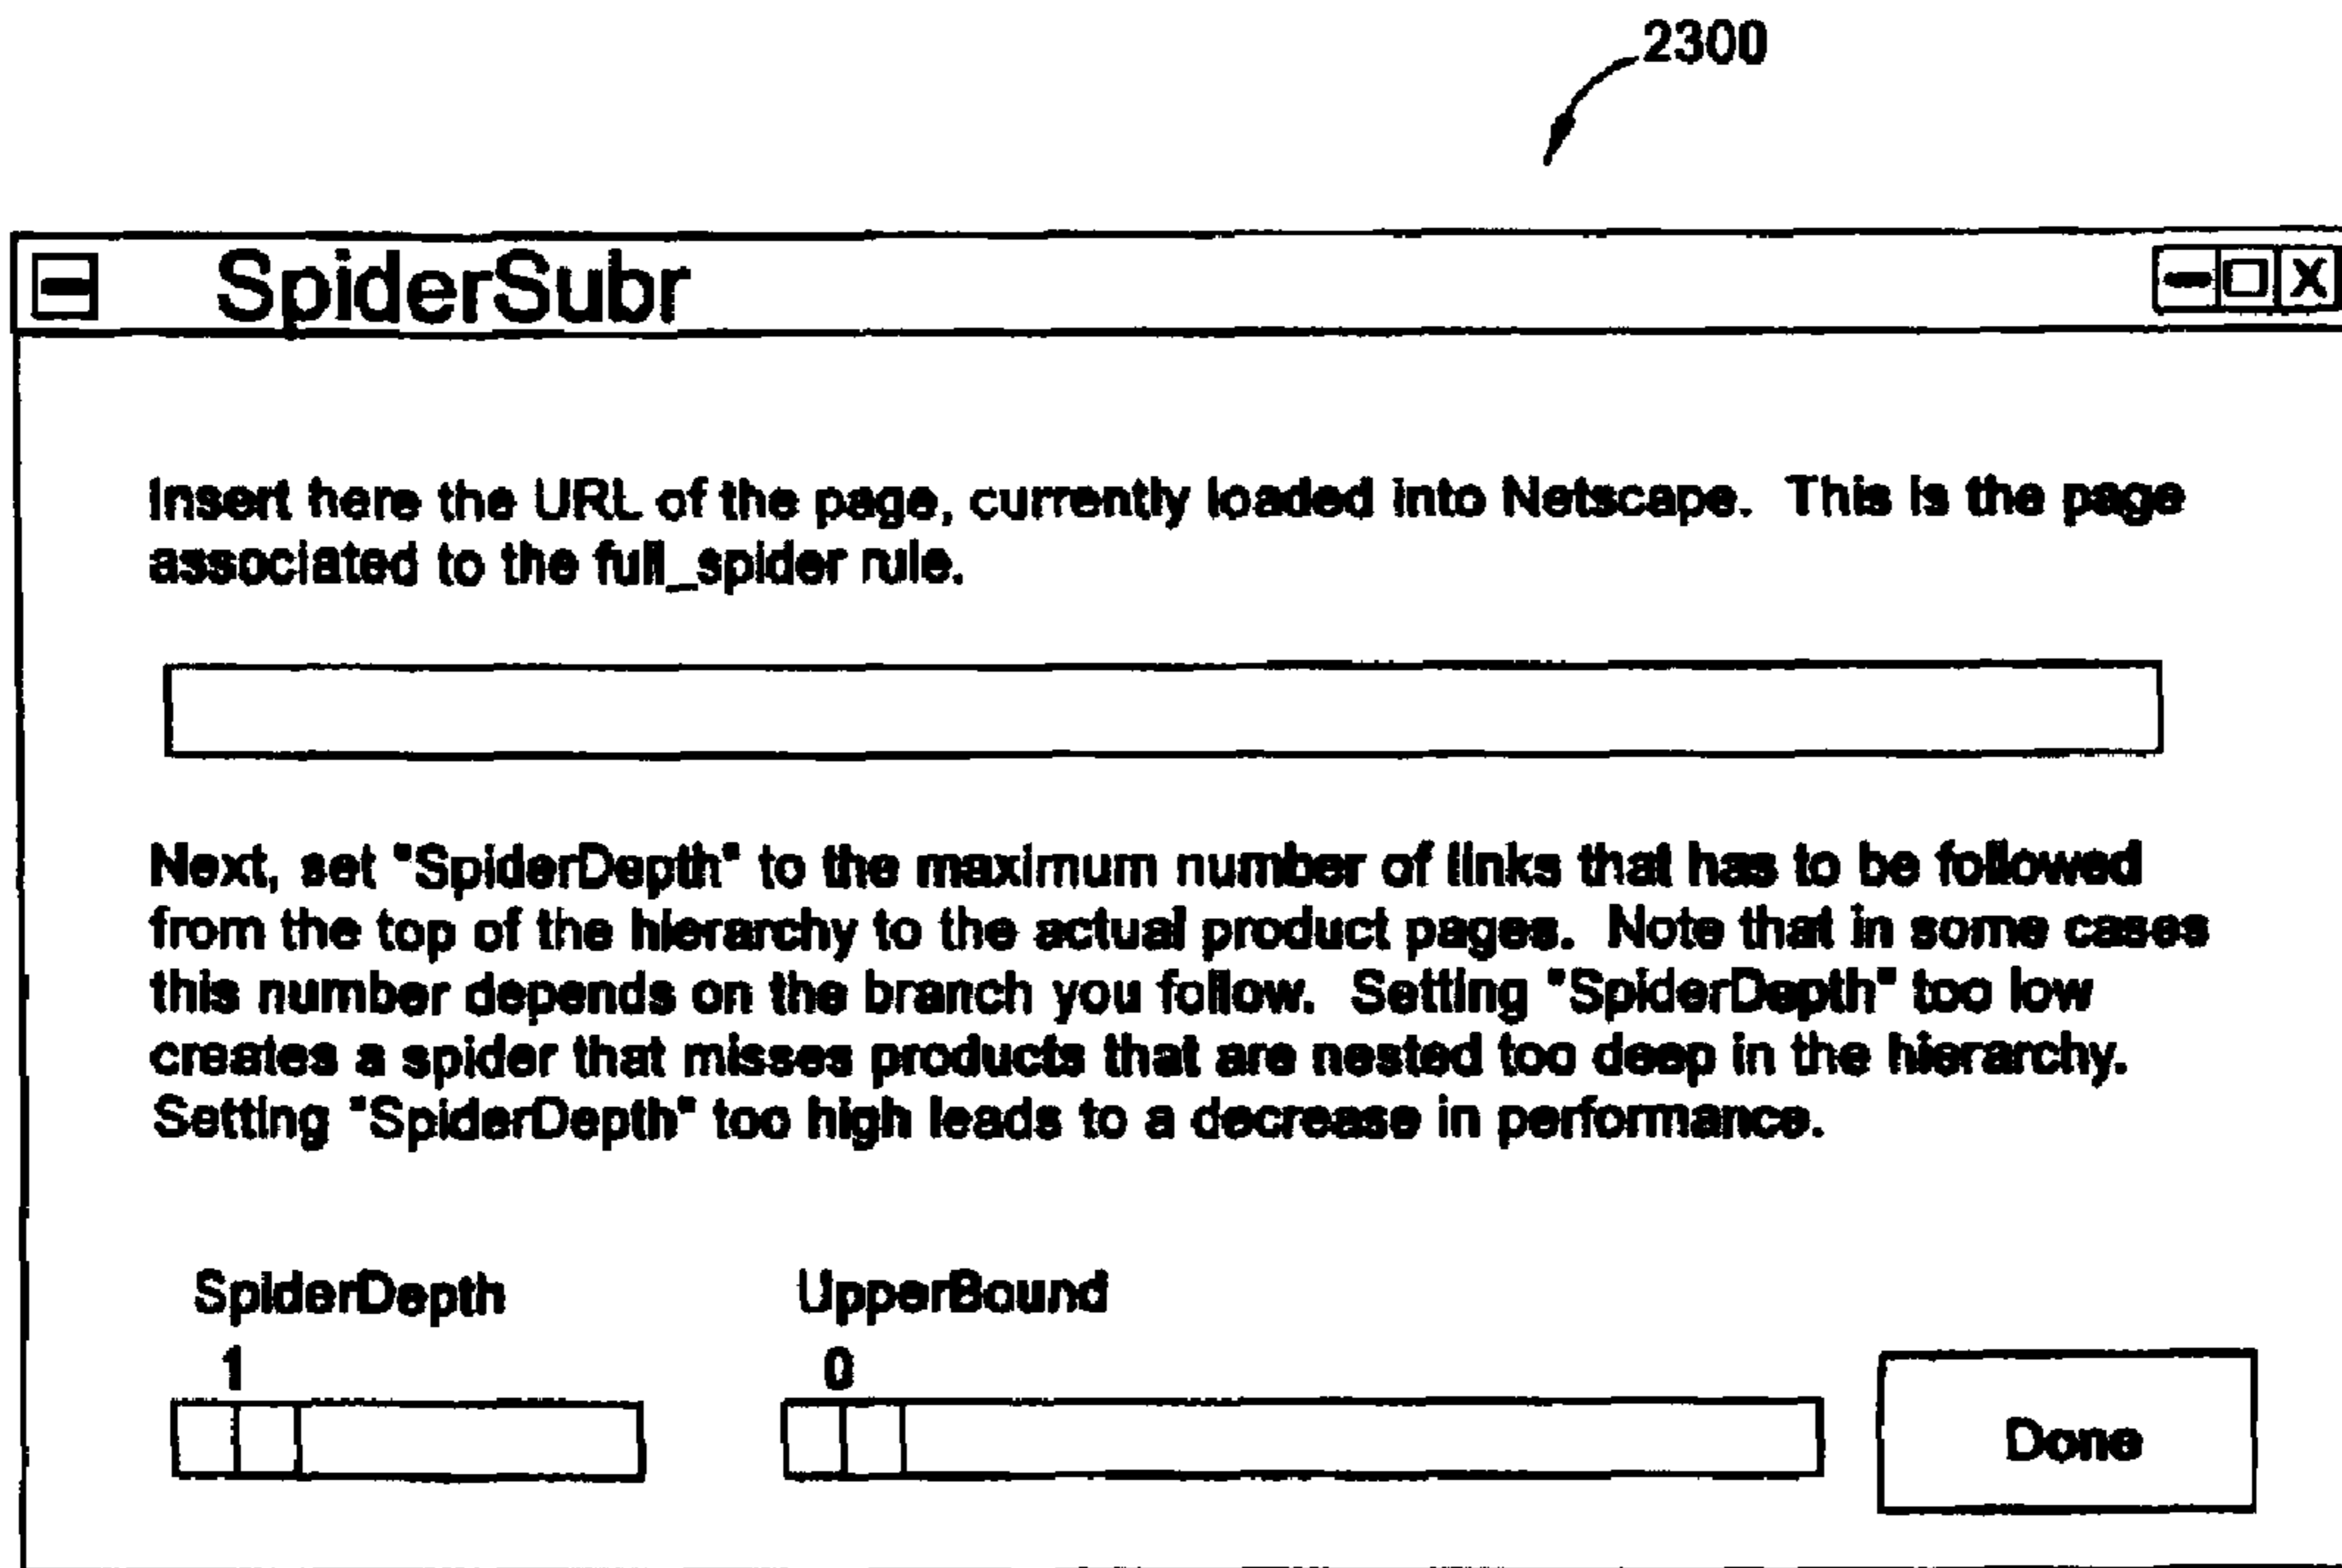 2300
SpiderSubr
Insert here the URL of the page, currently loaded into Netscape. This is the page
associated to the full_spider rule.
Next, set "SpiderDepth" to the maximum number of links that has to be followed
from the top of the hierarchy to the actual product pages. Note that in some cases
this number depends on the branch you follow. Setting "SpiderDepth" too low
creates a spider that misses products that are nested too deep in the hierarchy.
Setting "SpiderDepth" too high leads to a decrease in performance.
SpiderDepth UpperBound
1 0
Done